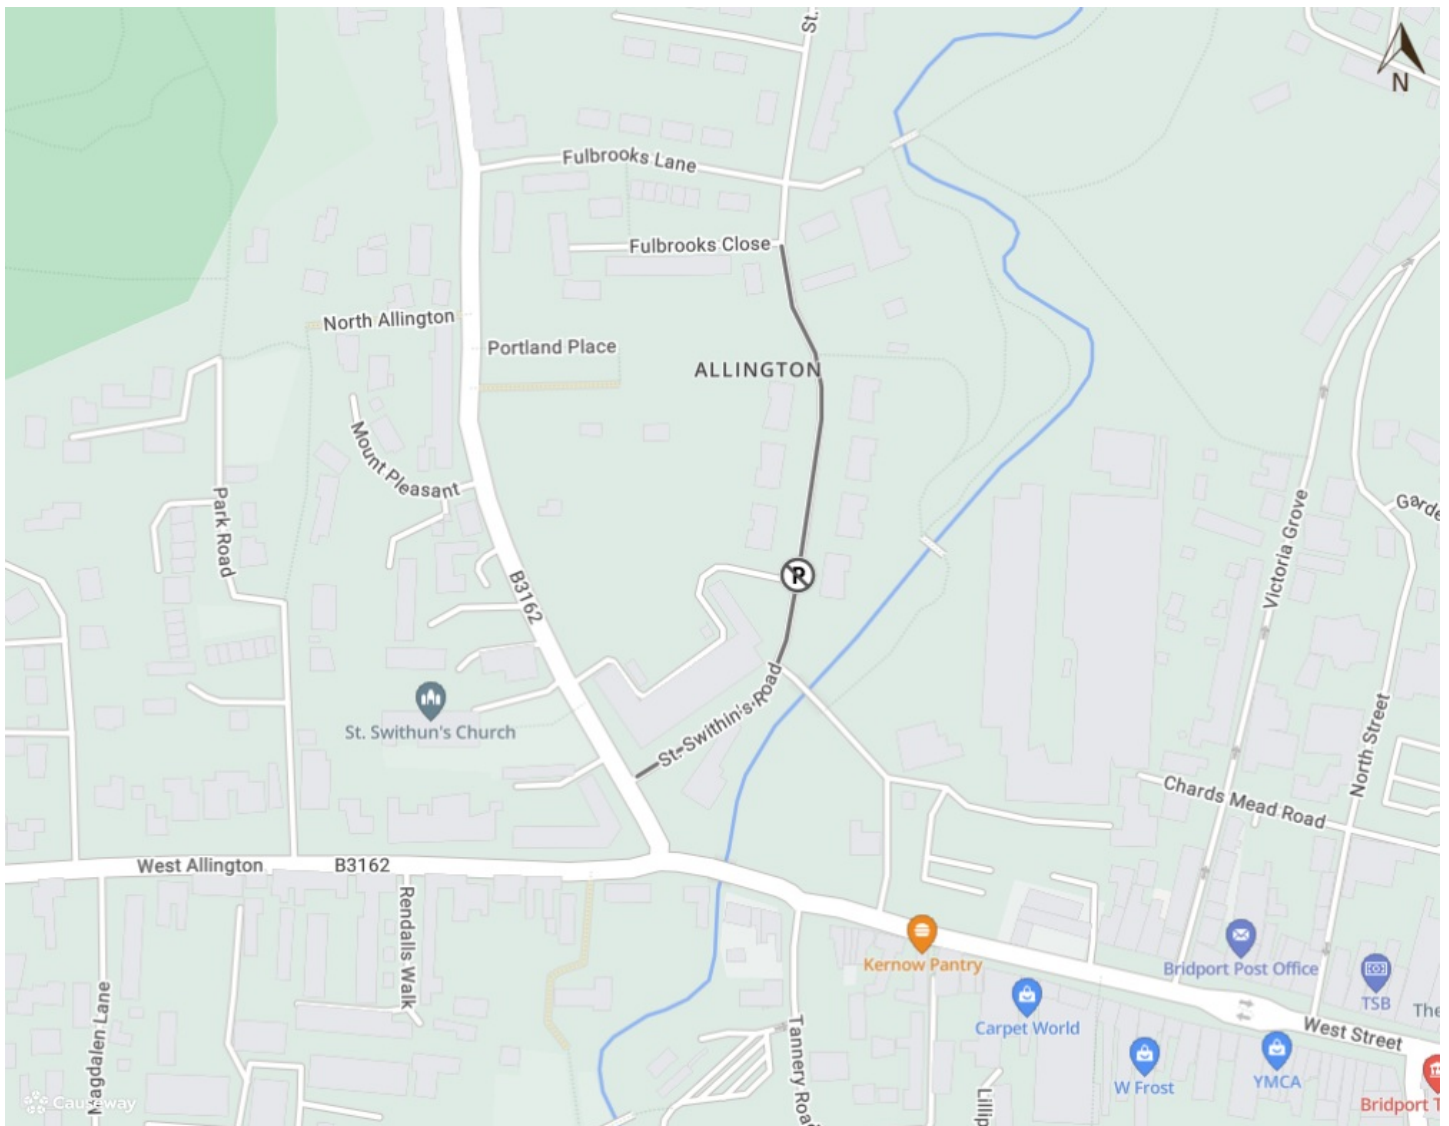 St.
N
Fulbrooks Lane
Fulbrooks Close
North Allington
Portland Place
ALLINGTON
Mount Pleasant
Park Road
B3162
Garde
Victoria Grove
P
St. Swithun's Church
St. Swithin's Road
North Street
Chards Mead Road
West Allington
B3162
Rendalls Walk
Magdalen Lane
Kernow Pantry
Bridport Post Office
TSB
The
Carpet World
West Street
Tannery Road
W Frost
YMCA
Lillip
Bridport T
Causeway